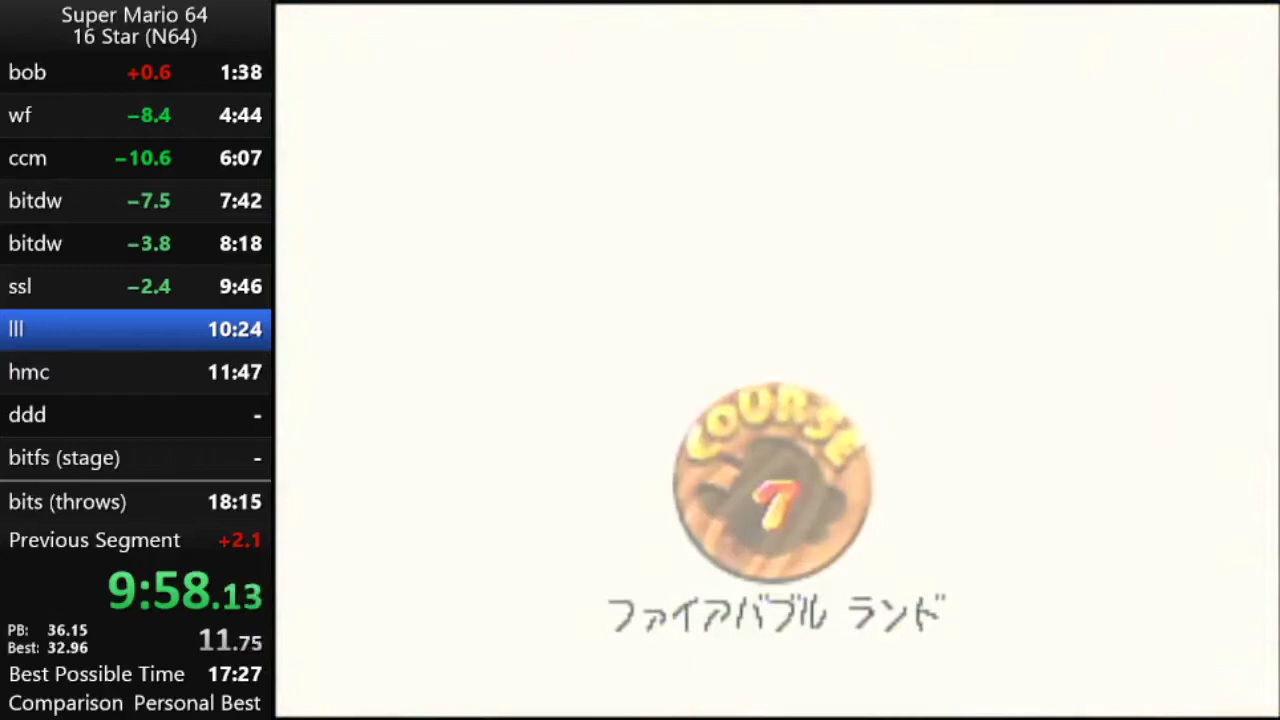 Super Mario 64
16 Star (N64)
bob +0.6 1:38
wf −8.4 4:44
ccm −10.6 6:07
bitdw −7.5 7:42
bitdw −3.8 8:18
ssl −2.4 9:46
lll 10:24
hmc 11:47
ddd -
bitfs (stage) -
bits (throws) 18:15
Previous Segment +2.1
9:58.13
PB: 36.15
Best: 32.96
11.75
Best Possible Time 17:27
Comparison Personal Best
COURSE
7
ファイアバブル ランド